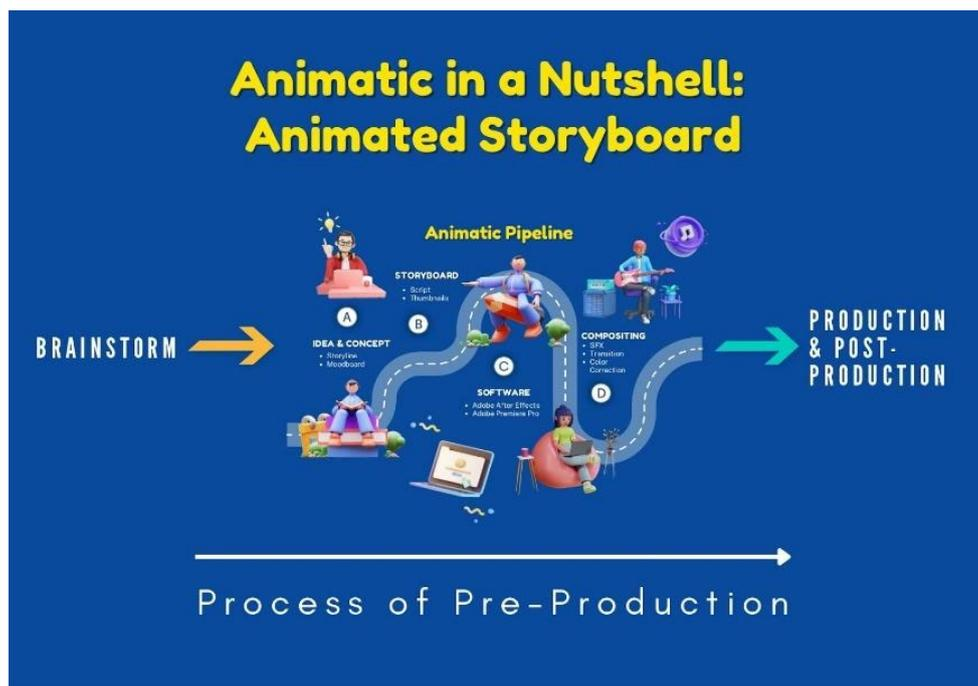 Animatic in a Nutshell:
Animated Storyboard
Animatic Pipeline
BRAINSTORM
A
IDEA & CONCEPT
• Storyline
• Moodboard
STORYBOARD
• Script
• Thumbnails
B
C
SOFTWARE
• Adobe After Effects
• Adobe Premiere Pro
COMPOSITING
• SFX
• Transition
• Color
Correction
D
PRODUCTION
& POST-
PRODUCTION
Process of Pre-Production